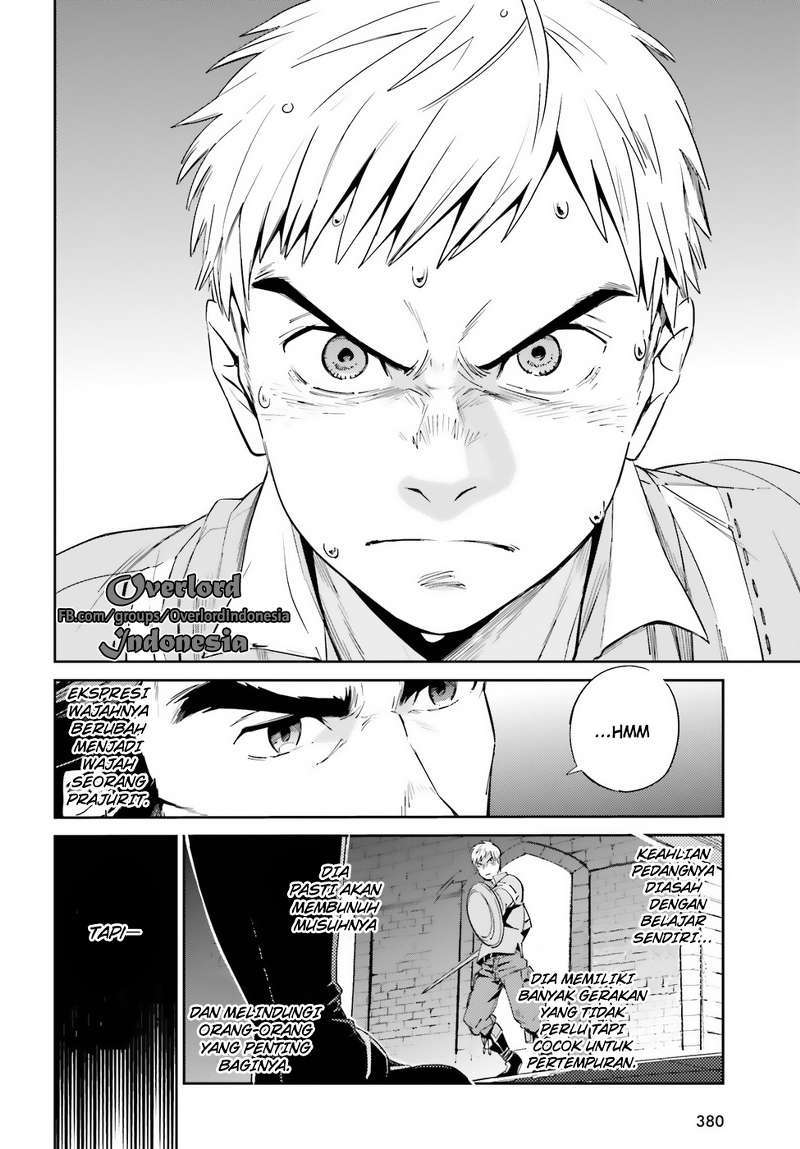 Overlord
FB.com/groups/OverlordIndonesia
Indonesia
...HMM
EKSPRESI
WAJAHNYA
BERUBAH
MENJADI
WAJAH
SEORANG
PRAJURIT.
KEAHLIAN
PEDANGNYA
DIASAH
DENGAN
BELAJAR
SENDIRI...
DIA MEMILIKI
BANYAK GERAKAN
YANG TIDAK
PERLU TAPI
COCOK UNTUK
PERTEMPURAN.
DIA
PASTI AKAN
MEMBUNUH
MUSUHNYA
DAN MELINDUNGI
ORANG-ORANG
YANG PENTING
BAGINYA.
TAPI—
380